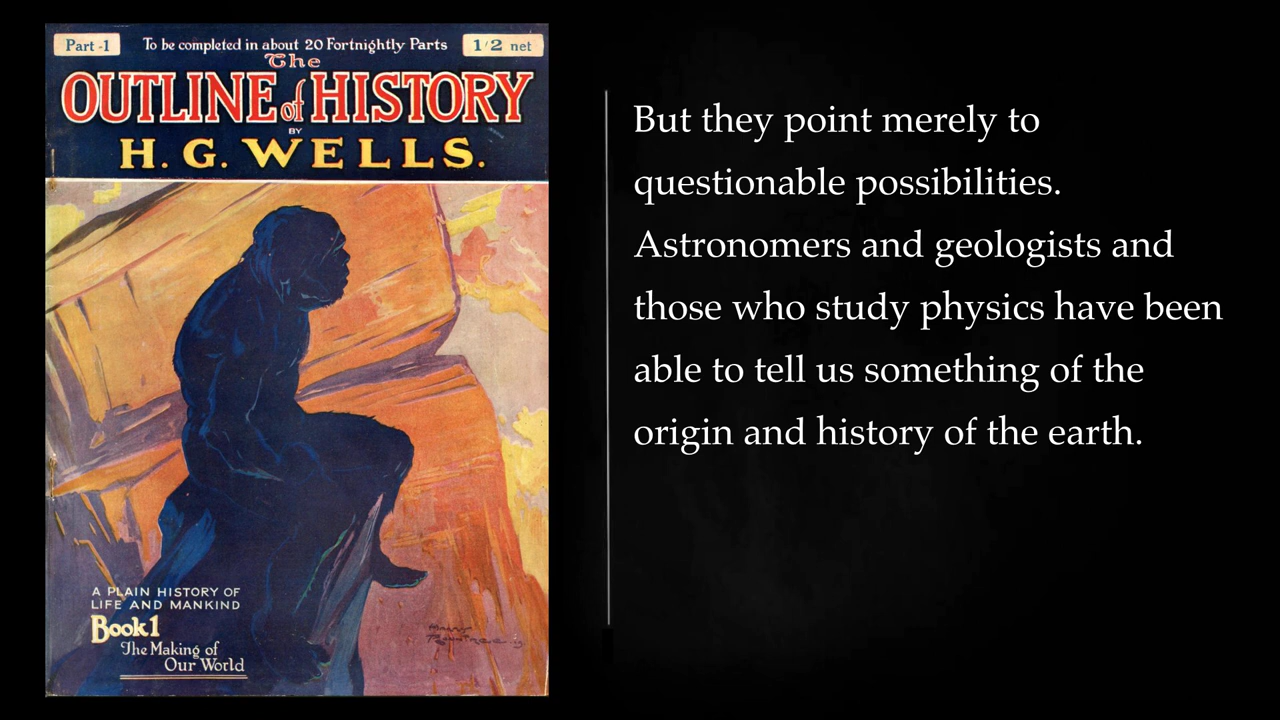 Part -1
To be completed in about 20 Fortnightly Parts
1/2 net
The
OUTLINE of HISTORY
BY
H. G. WELLS.
A PLAIN HISTORY OF
LIFE AND MANKIND
Book 1
The Making of
Our World
But they point merely to
questionable possibilities.
Astronomers and geologists and
those who study physics have been
able to tell us something of the
origin and history of the earth.